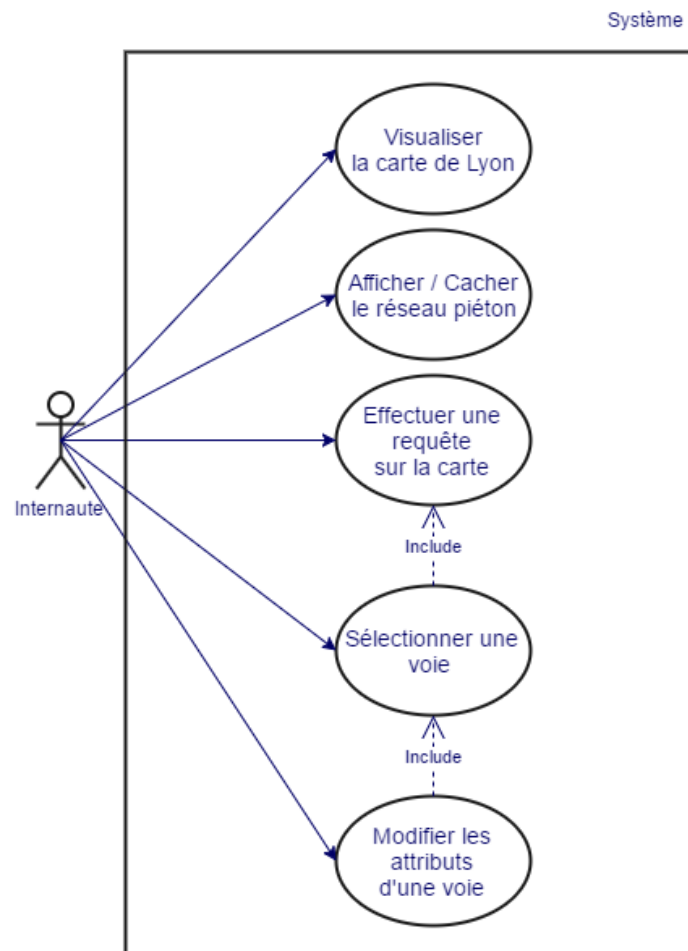 Système
Visualiser
la carte de Lyon
Afficher / Cacher
le réseau piéton
Effectuer une
requête
sur la carte
Internaute
Include
Sélectionner une
voie
Include
Modifier les
attributs
d'une voie